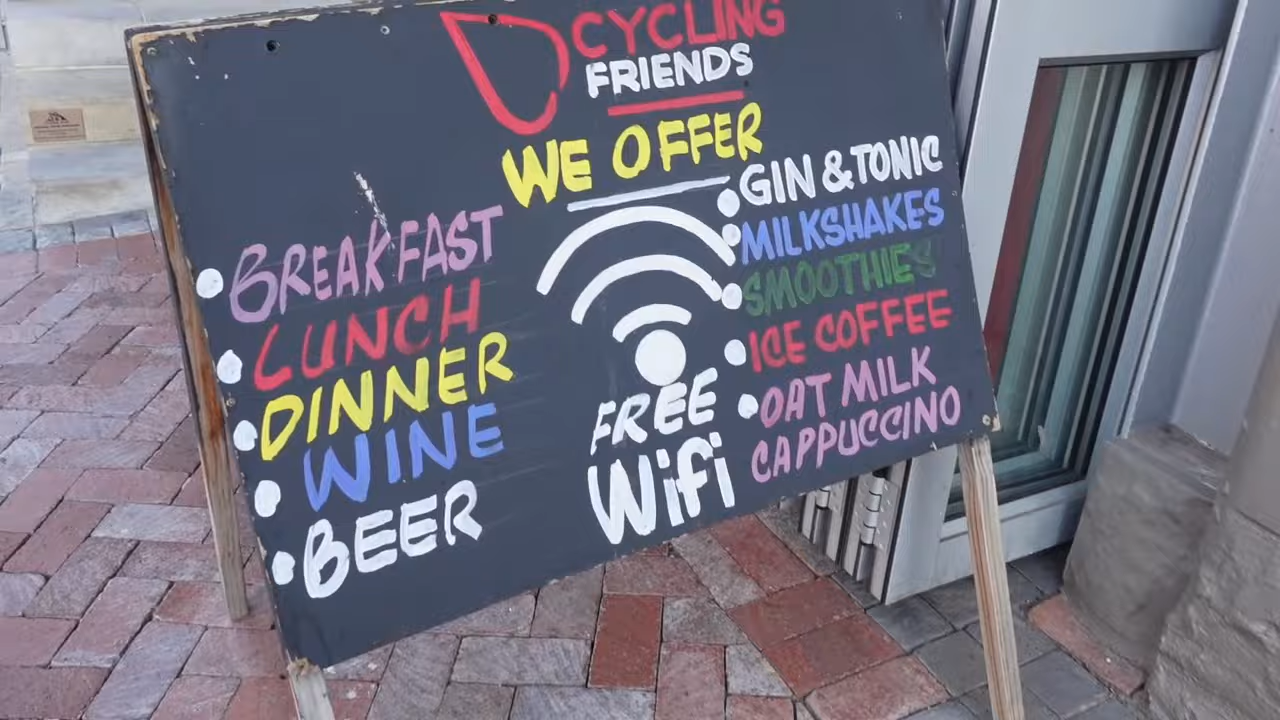 CYCLING
FRIENDS
WE OFFER
BREAKFAST
LUNCH
DINNER
WINE
BEER
FREE
WiFi
GIN & TONIC
MILKSHAKES
SMOOTHIES
ICE COFFEE
OAT MILK
CAPPUCCINO